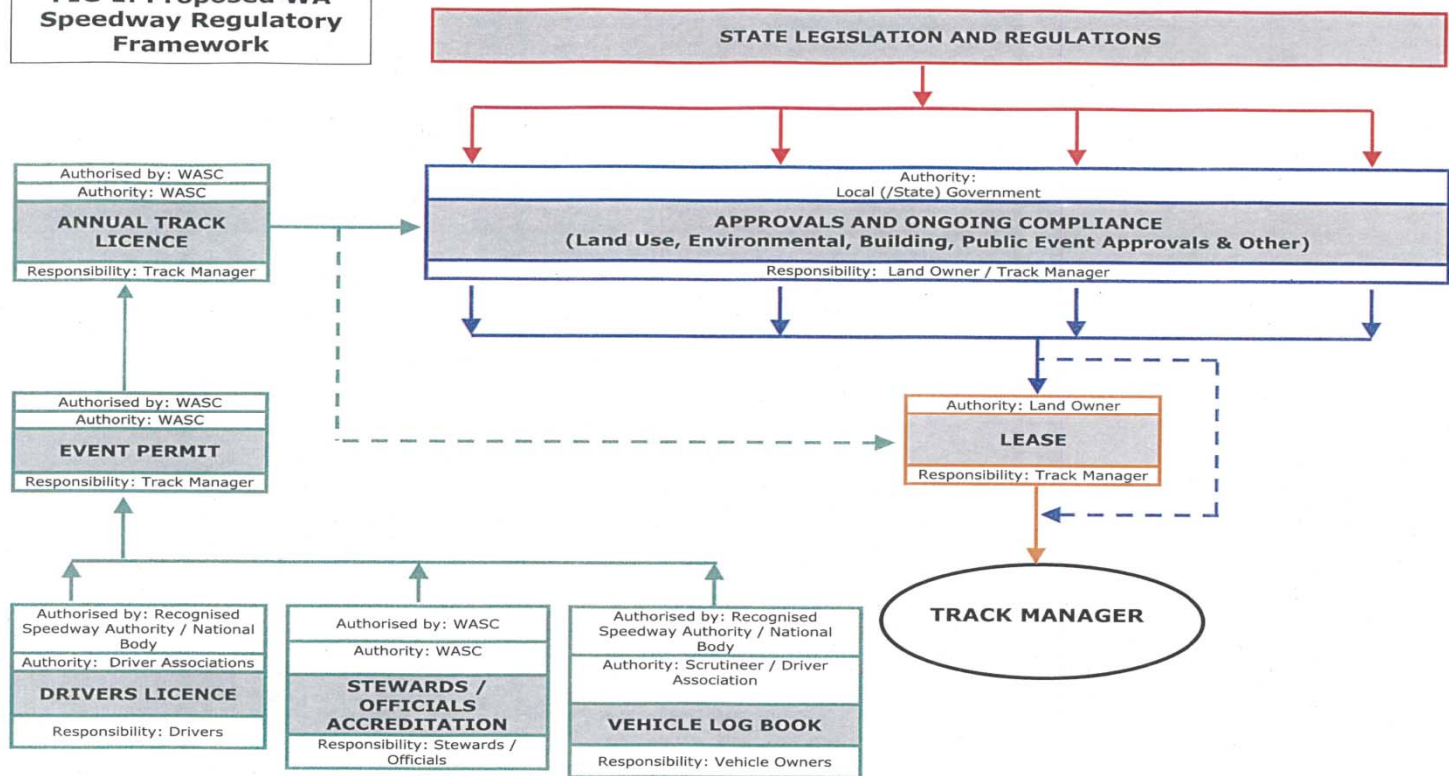 Speedway Regulatory
Framework
STATE LEGISLATION AND REGULATIONS
Authorised by: WASC
Authority: WASC
ANNUAL TRACK
LICENCE
Responsibility: Track Manager
Authority:
Local (/State) Government
APPROVALS AND ONGOING COMPLIANCE
(Land Use, Environmental, Building, Public Event Approvals & Other)
Responsibility: Land Owner / Track Manager
Authorised by: WASC
Authority: WASC
EVENT PERMIT
Responsibility: Track Manager
Authority: Land Owner
LEASE
Responsibility: Track Manager
Authorised by: Recognised
Speedway Authority / National
Body
Authority: Driver Associations
DRIVERS LICENCE
Responsibility: Drivers
Authorised by: WASC
Authority: WASC
STEWARDS /
OFFICIALS
ACCREDITATION
Responsibility: Stewards /
Officials
Authorised by: Recognised
Speedway Authority / National
Body
Authority: Scrutineer / Driver
Association
VEHICLE LOG BOOK
Responsibility: Vehicle Owners
TRACK MANAGER